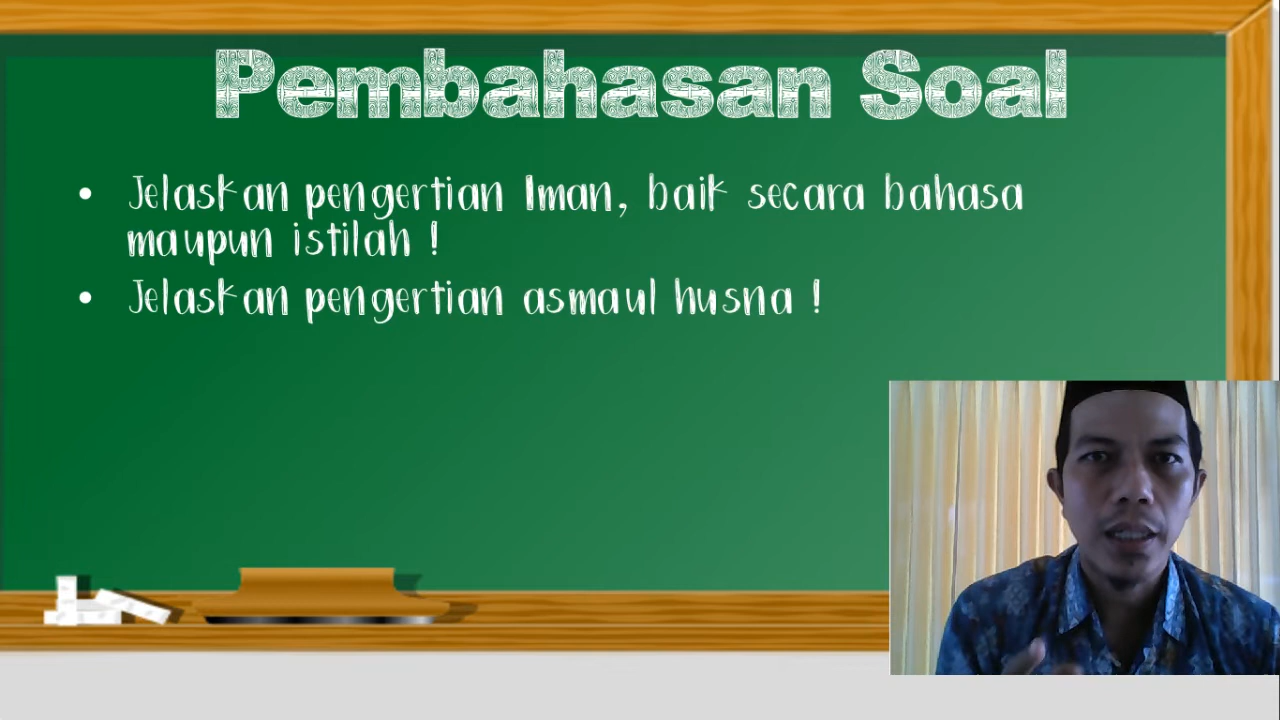 Pembahasan Soal
• Jelaskan pengertian Iman, baik secara bahasa
maupun istilah !
• Jelaskan pengertian asmaul husna !